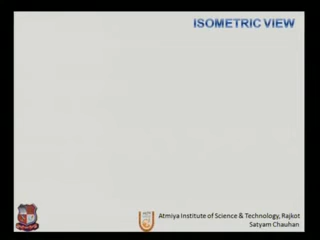 ISOMETRIC VIEW
Atmiya Institute of Science & Technology, Rajkot
Satyam Chauhan